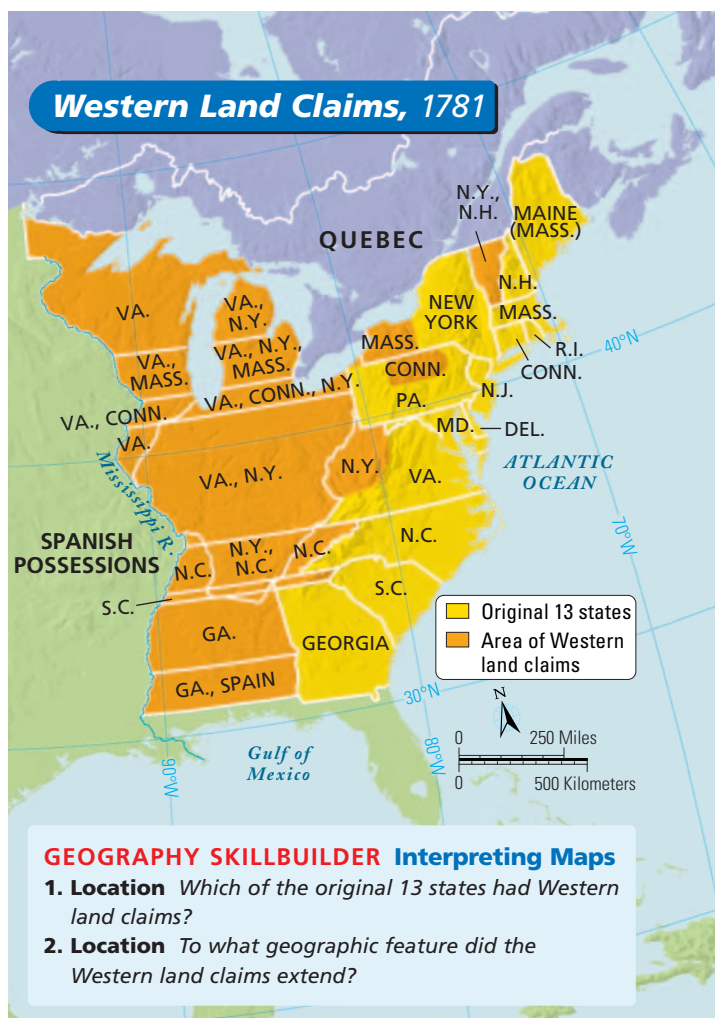 Western Land Claims, 1781
N.Y.,
N.H.
MAINE
(MASS.)
QUEBEC
N.H.
VA.
VA.,
N.Y.
NEW
YORK
MASS.
MASS.
R.I.
40°N
VA.,
MASS.
VA., N.Y.,
MASS.
CONN.
CONN.
VA., CONN., N.Y.
N.J.
VA., CONN.
PA.
VA.
MD.
DEL.
Mississippi R.
VA., N.Y.
N.Y.
VA.
ATLANTIC
OCEAN
70°W
SPANISH
POSSESSIONS
N.C.
N.Y.,
N.C.
N.C.
N.C.
S.C.
S.C.
GA.
GEORGIA
Original 13 states
Area of Western
land claims
GA., SPAIN
30°N
N
Gulf of
Mexico
90°W
80°W
0
250 Miles
0
500 Kilometers
GEOGRAPHY SKILLBUILDER Interpreting Maps
1. Location Which of the original 13 states had Western
land claims?
2. Location To what geographic feature did the
Western land claims extend?